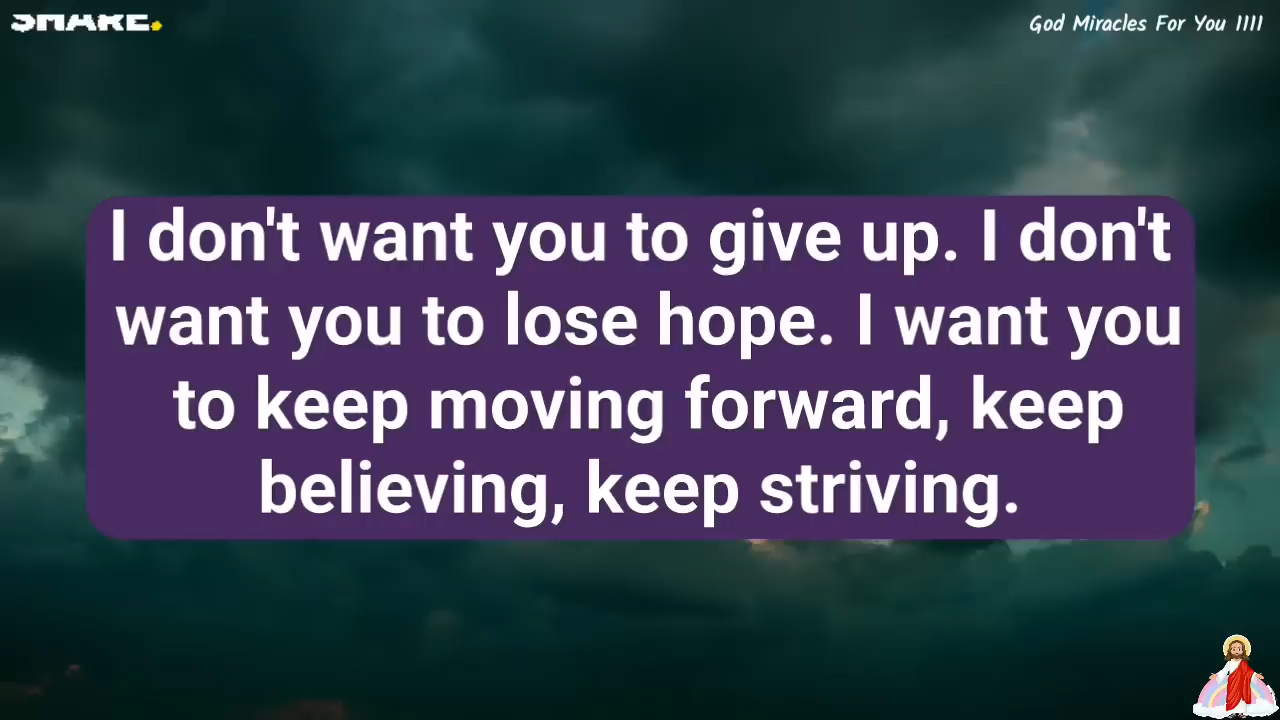 God Miracles For You 1111
I don't want you to give up. I don't
want you to lose hope. I want you
to keep moving forward, keep
believing, keep striving.